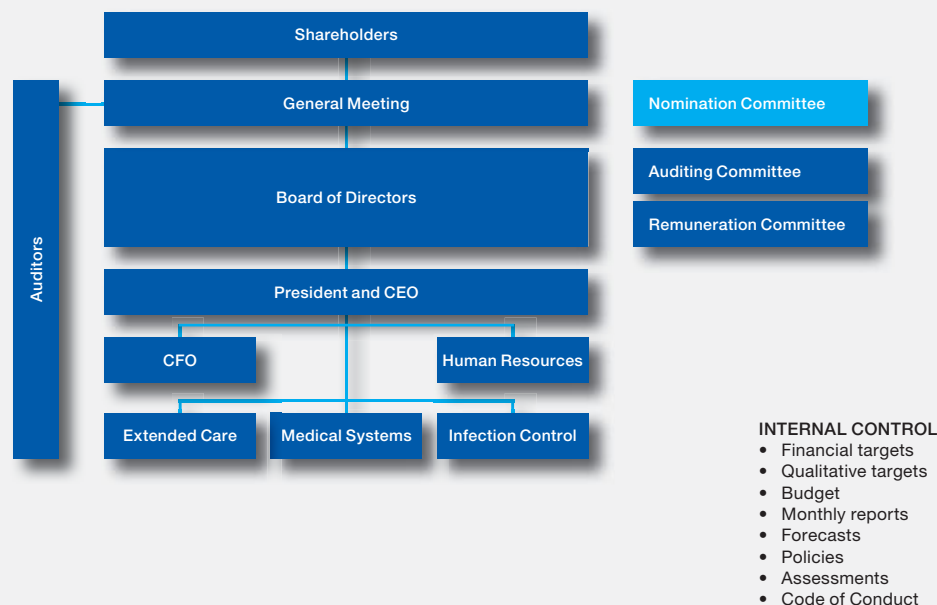 Shareholders
General Meeting
Nomination Committee
Board of Directors
Auditing Committee
Remuneration Committee
Auditors
President and CEO
CFO
Human Resources
Extended Care
Medical Systems
Infection Control
INTERNAL CONTROL
• Financial targets
• Qualitative targets
• Budget
• Monthly reports
• Forecasts
• Policies
• Assessments
• Code of Conduct